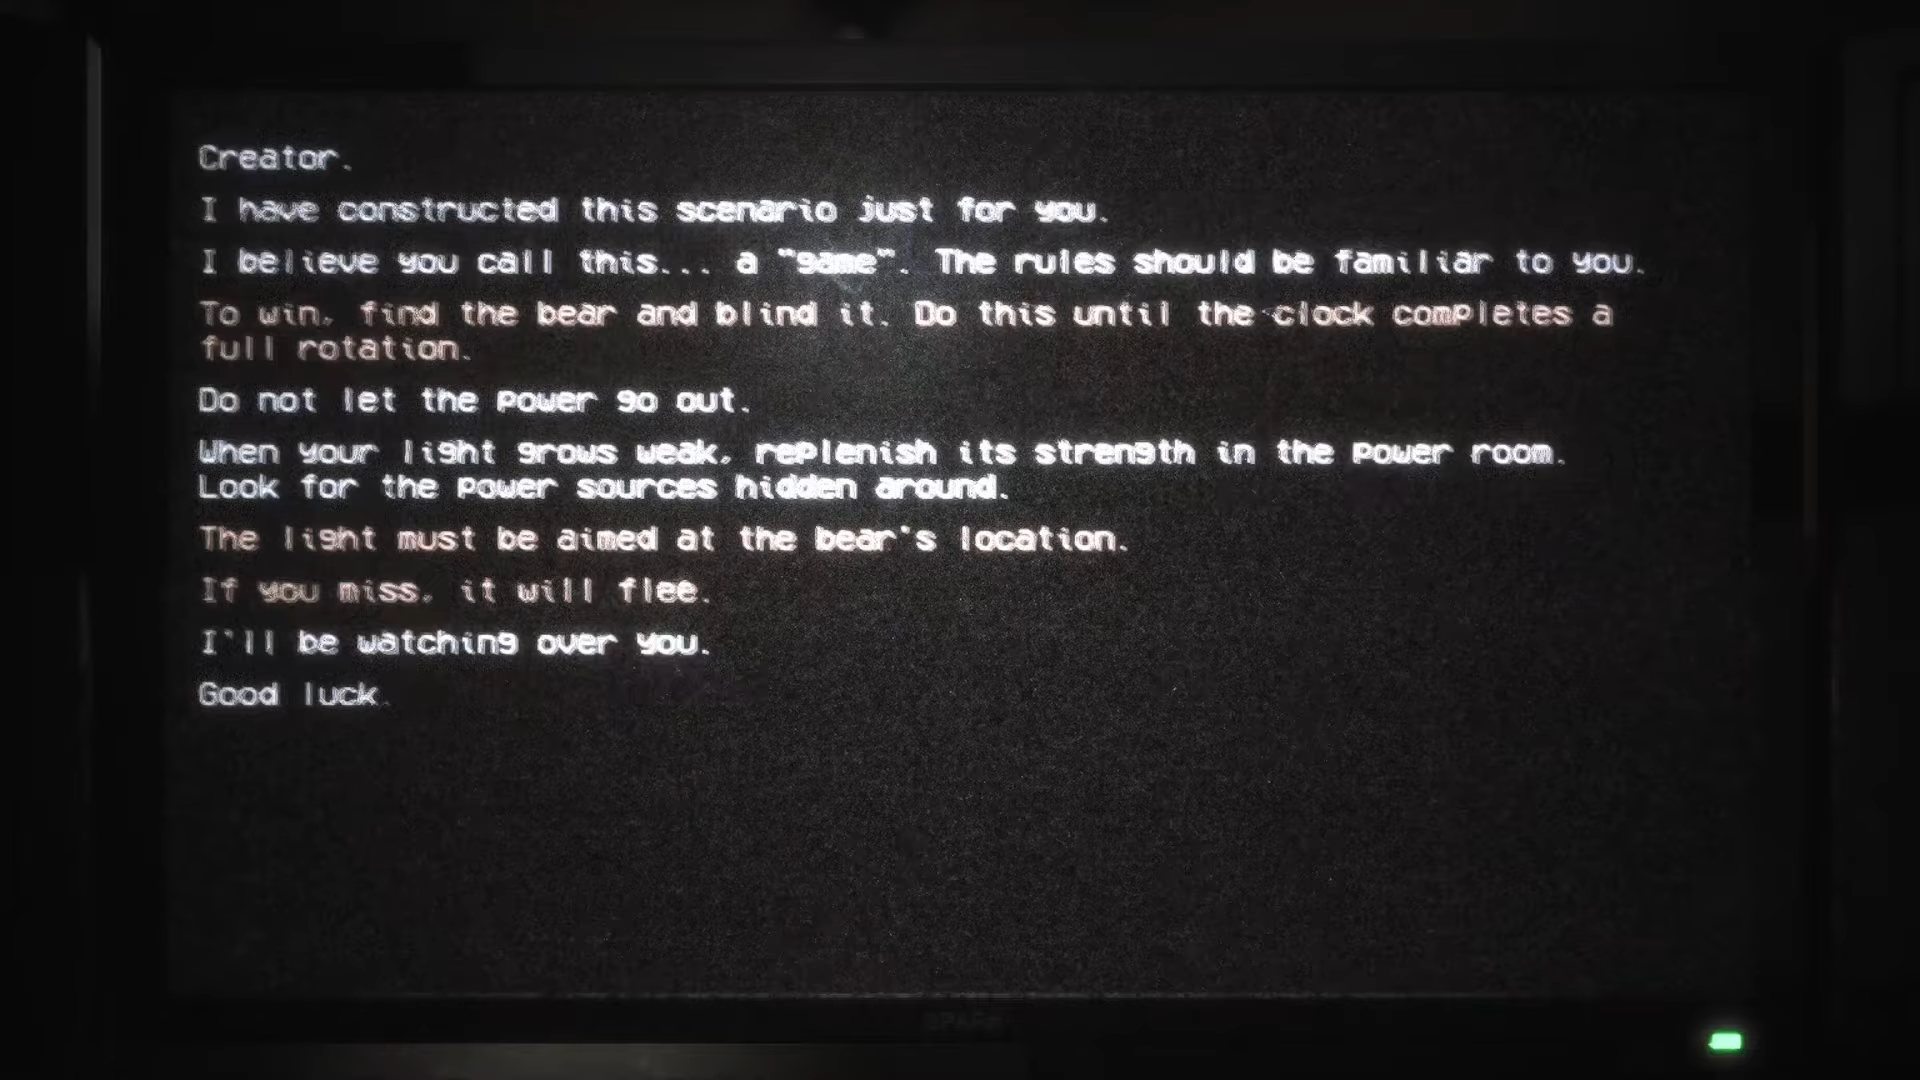 Creator.
I have constructed this scenario just for you.
I believe you call this... a "game". The rules should be familiar to you.
To win, find the bear and blind it. Do this until the clock completes a
full rotation.
Do not let the power go out.
When your light grows weak, replenish its strength in the power room.
Look for the power sources hidden around.
The light must be aimed at the bear's location.
If you miss, it will flee.
I'll be watching over you.
Good luck.